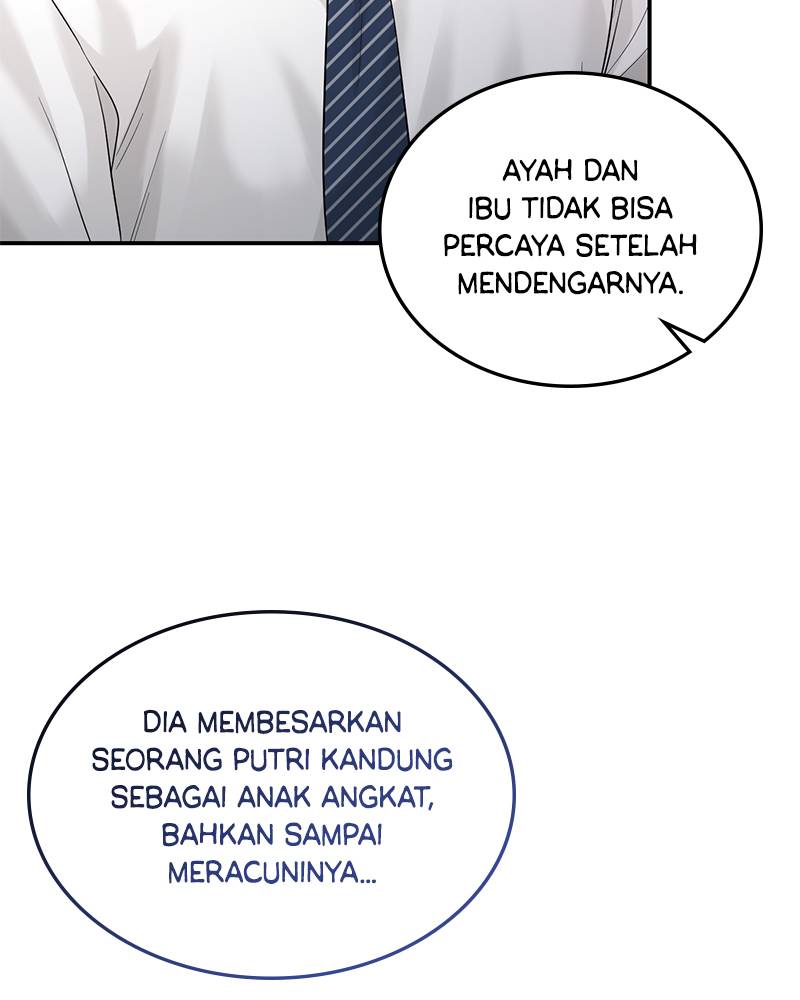 AYAH DAN
IBU TIDAK BISA
PERCAYA SETELAH
MENDENGARNYA.
DIA MEMBESARKAN
SEORANG PUTRI KANDUNG
SEBAGAI ANAK ANGKAT,
BAHKAN SAMPAI
MERACUNINYA...